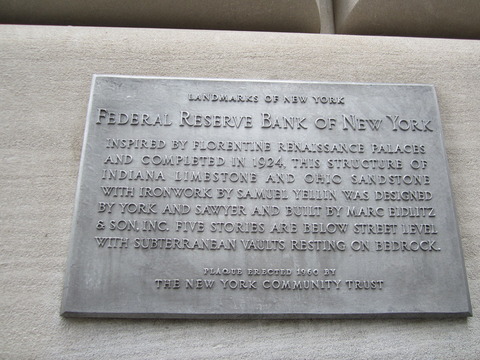 LANDMARKS OF NEW YORK
FEDERAL RESERVE BANK OF NEW YORK
INSPIRED BY FLORENTINE RENAISSANCE PALACES
AND COMPLETED IN 1924, THIS STRUCTURE OF
INDIANA LIMESTONE AND OHIO SANDSTONE
WITH IRONWORK BY SAMUEL YELLIN WAS DESIGNED
BY YORK AND SAWYER AND BUILT BY MARC EIDLITZ
& SON, INC. FIVE STORIES ARE BELOW STREET LEVEL
WITH SUBTERRANEAN VAULTS RESTING ON BEDROCK.
PLAQUE ERECTED 1960 BY
THE NEW YORK COMMUNITY TRUST